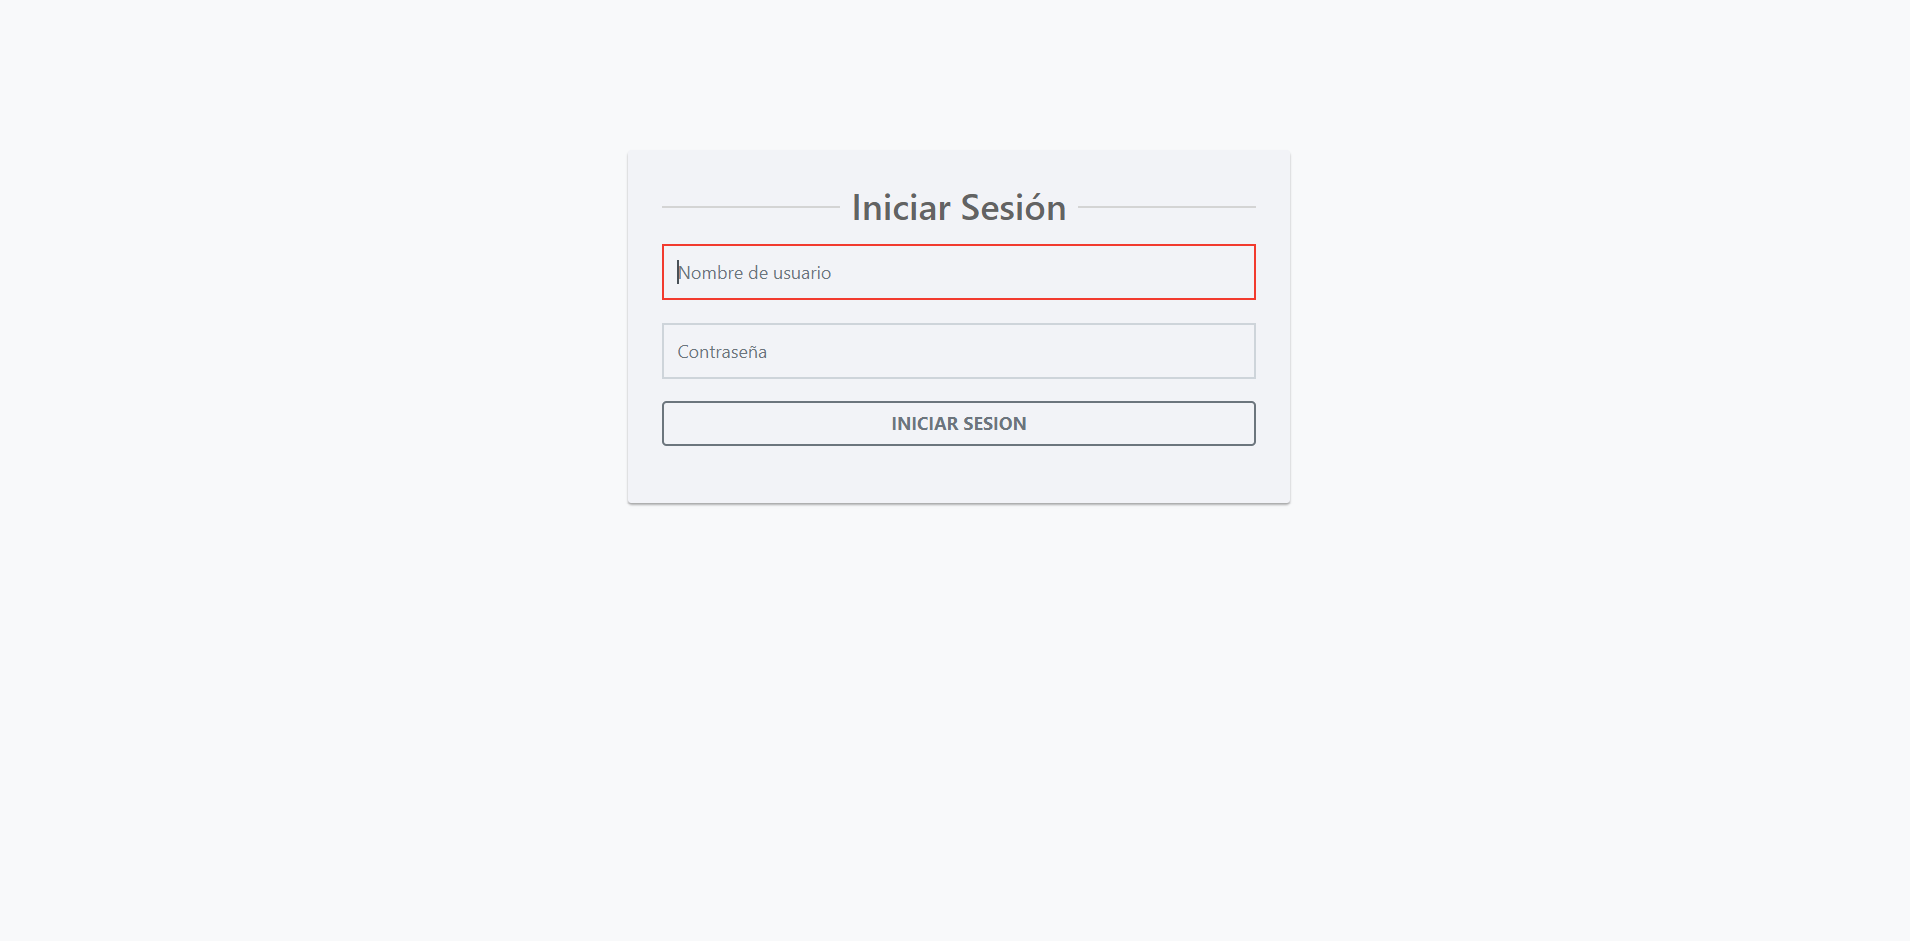 Iniciar Sesión
Nombre de usuario
Contraseña
INICIAR SESION